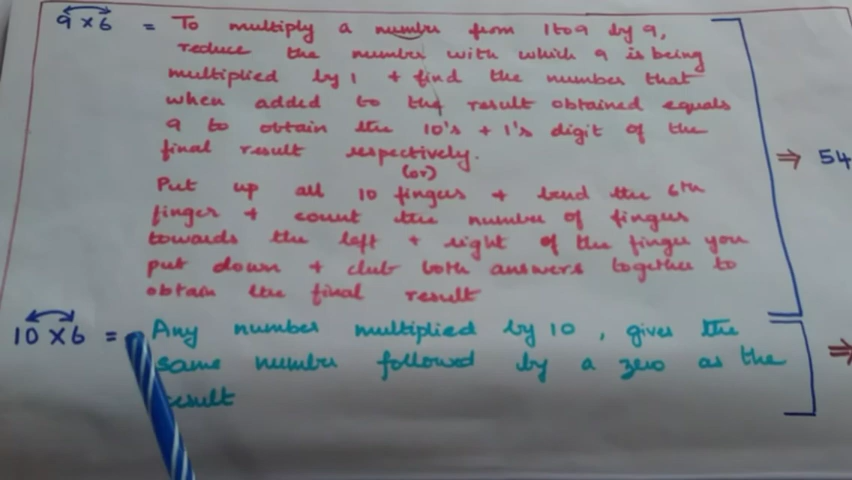 9 × 6 = To multiply a number from 1 to 9 by 9,
reduce the number with which 9 is being
multiplied by 1 + find the number that
when added to the result obtained equals
9 to obtain the 10's + 1's digit of the
final result respectively.
(or)
Put up all 10 fingers + bend the 6th
finger + count the number of fingers
towards the left + right of the finger you
put down + club both answers together to
obtain the final result
⇒ 54
10 × 6 = Any number multiplied by 10, gives the
same number followed by a zero as the
result
⇒